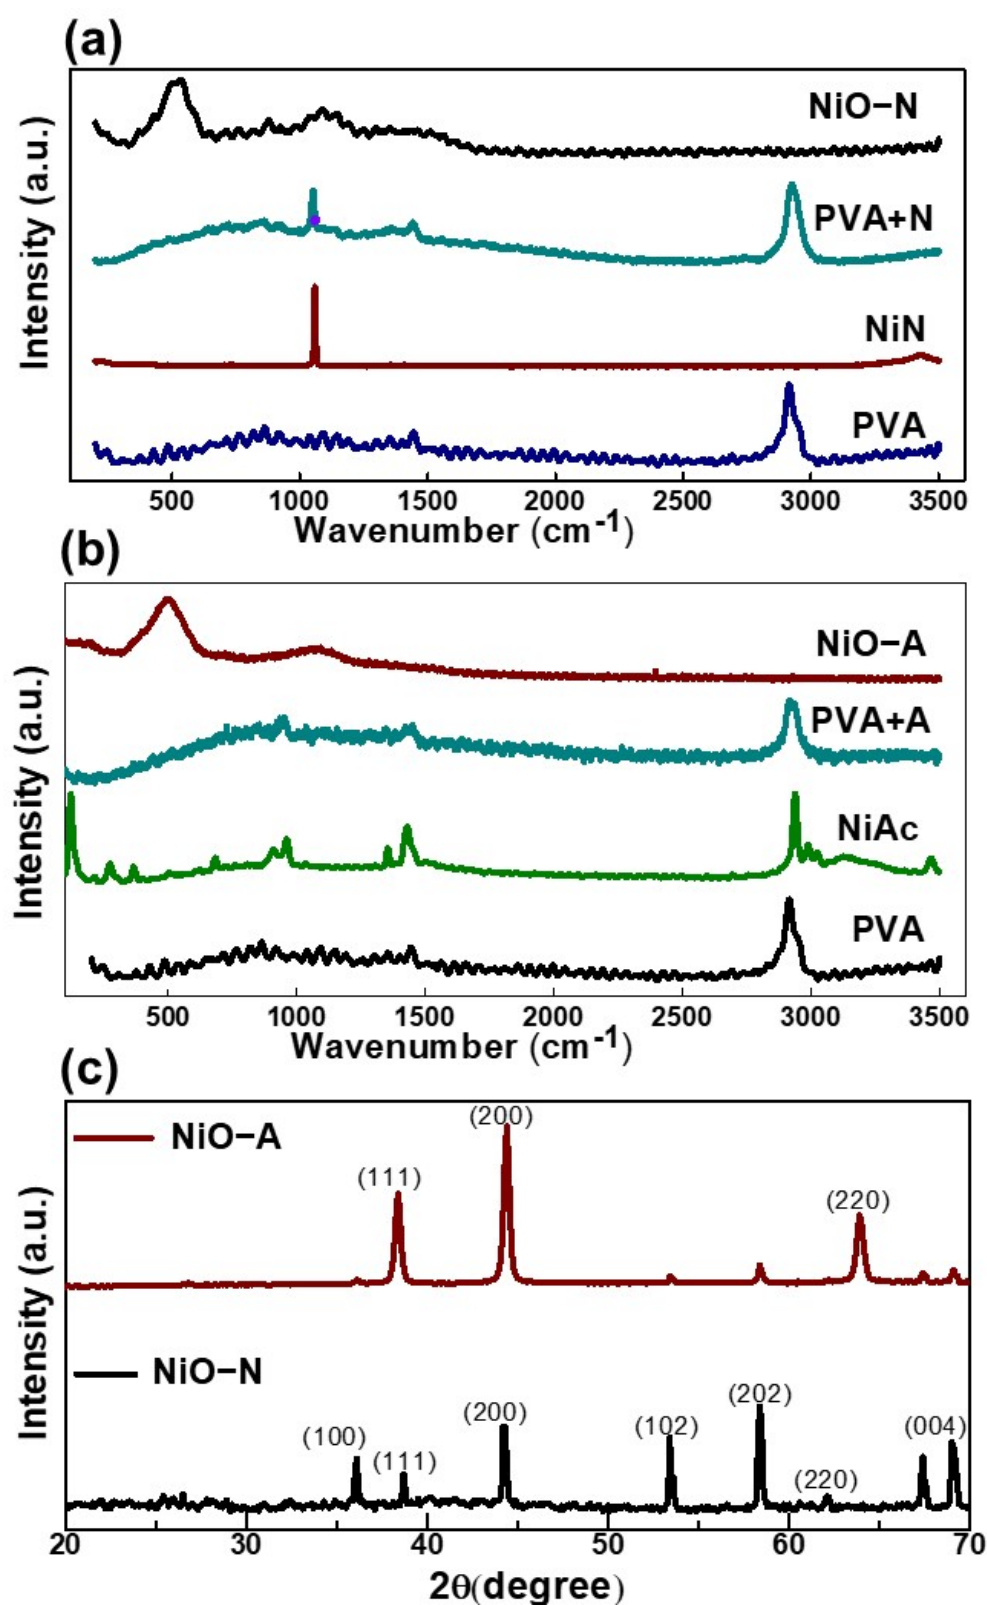 (a)
Intensity (a.u.)
NiO−N
PVA+N
NiN
PVA
500 1000 1500 2000 2500 3000 3500
Wavenumber (cm-1)
(b)
Intensity (a.u.)
NiO−A
PVA+A
NiAc
PVA
500 1000 1500 2000 2500 3000 3500
Wavenumber (cm-1)
(c)
Intensity (a.u.)
NiO−A
(111)
(200)
(220)
Intensity (a.u.)
NiO−N
(100)
(111)
(200)
(102)
(202)
(220)
(004)
20 30 40 50 60 70
2θ(degree)